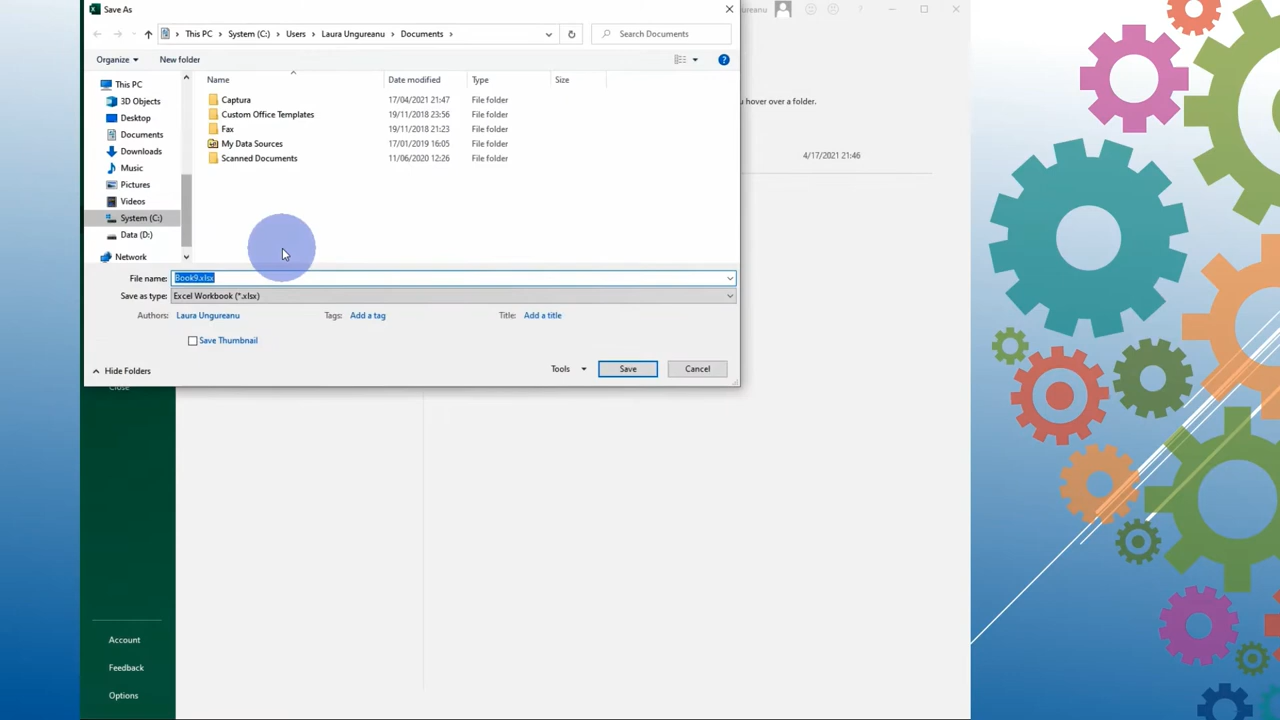 Save As
ureanu
This PC > System (C:) > Users > Laura Ungureanu > Documents >
Search Documents
Organize
New folder
Name
Date modified
Type
Size
This PC
3D Objects
Desktop
Documents
Downloads
Music
Pictures
Videos
System (C:)
Data (D:)
Network
Captura 17/04/2021 21:47 File folder
Custom Office Templates 19/11/2018 23:56 File folder
Fax 19/11/2018 21:23 File folder
My Data Sources 17/01/2019 16:05 File folder
Scanned Documents 11/06/2020 12:26 File folder
u hover over a folder.
4/17/2021 21:46
File name: Book9.xlsx
Save as type: Excel Workbook (*.xlsx)
Authors: Laura Ungureanu
Tags: Add a tag
Title: Add a title
Save Thumbnail
Hide Folders
Tools
Save
Cancel
Close
Account
Feedback
Options